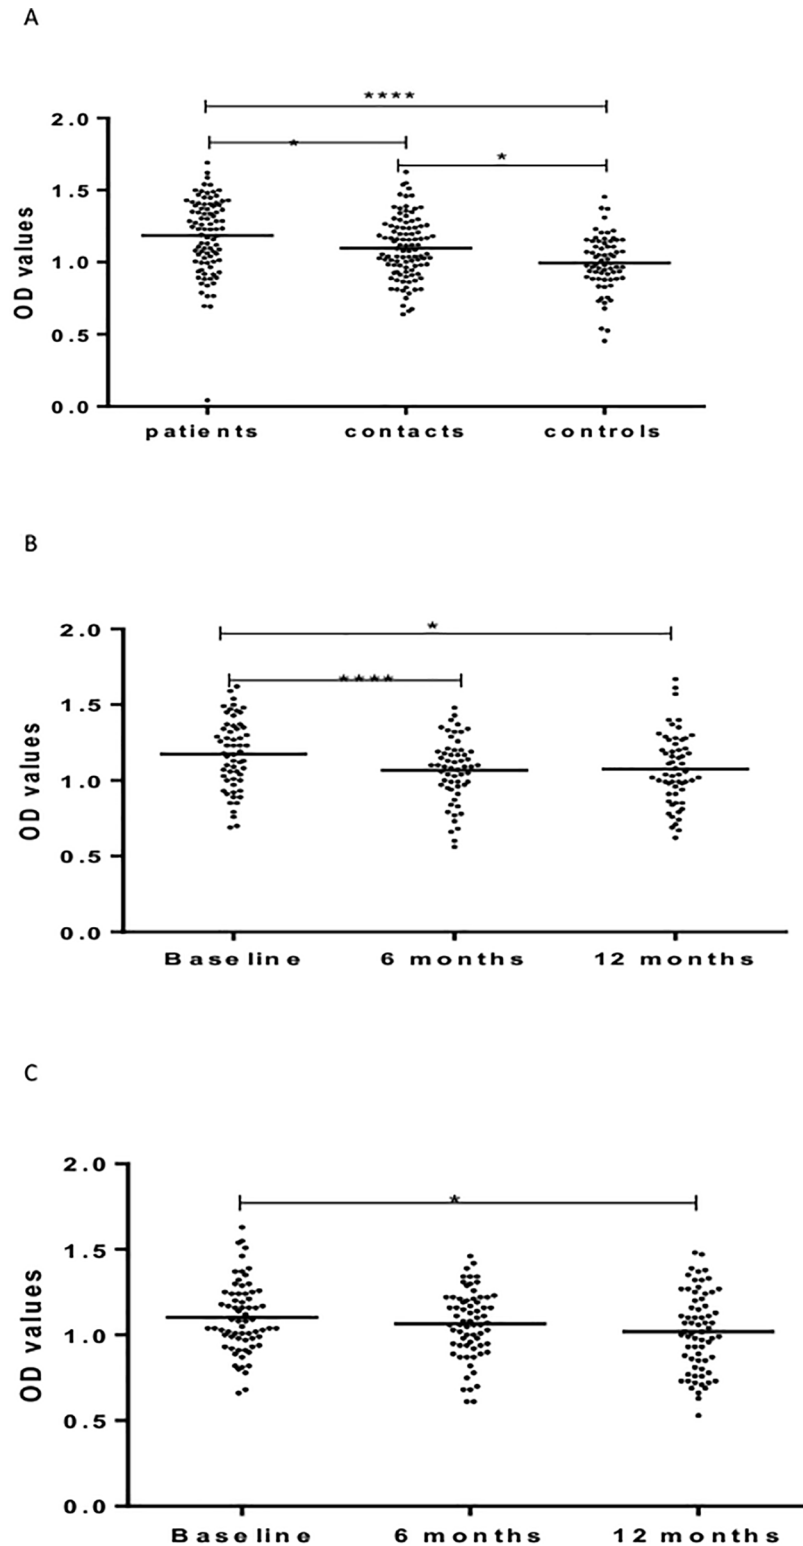 A
****
*
*
2.0
1.5
1.0
0.5
0.0
OD values
patients contacts controls
B
*
****
2.0
1.5
1.0
0.5
0.0
OD values
Baseline 6 months 12 months
C
*
2.0
1.5
1.0
0.5
0.0
OD values
Baseline 6 months 12 months